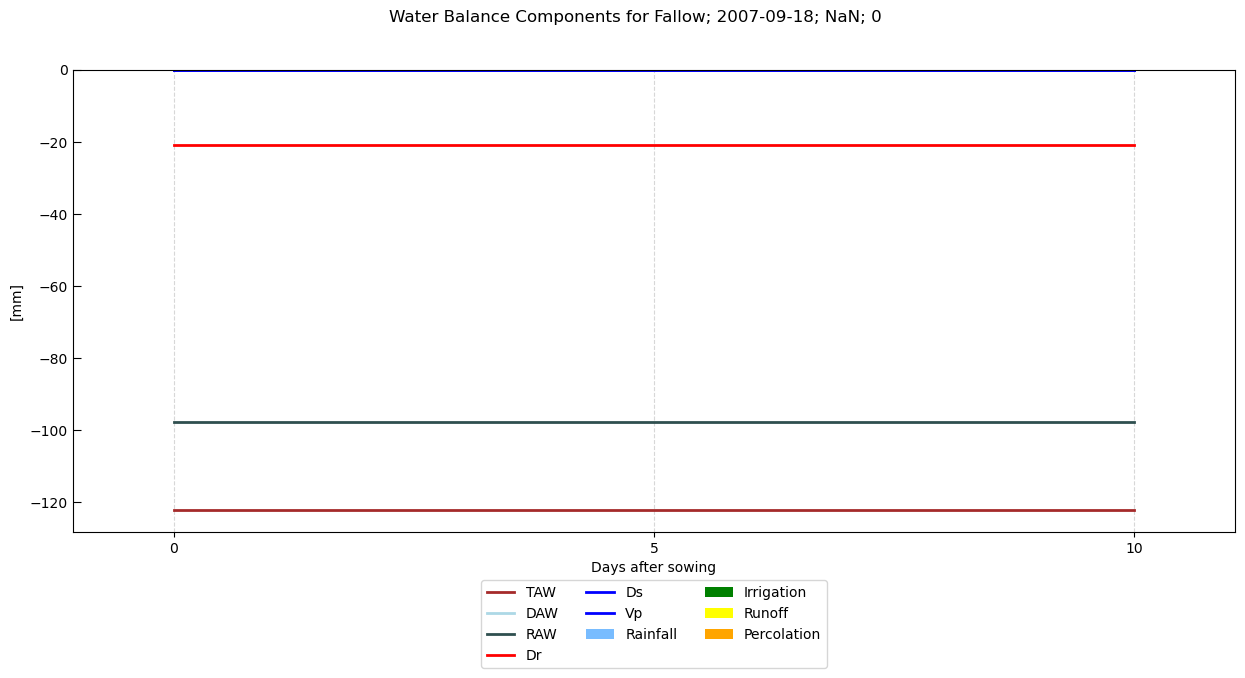 Water Balance Components for Fallow; 2007-09-18; NaN; 0
0
−20
−40
−60
−80
−100
−120
[mm]
0 5 10
Days after sowing
TAW Ds Irrigation
DAW Vp Runoff
RAW Rainfall Percolation
Dr